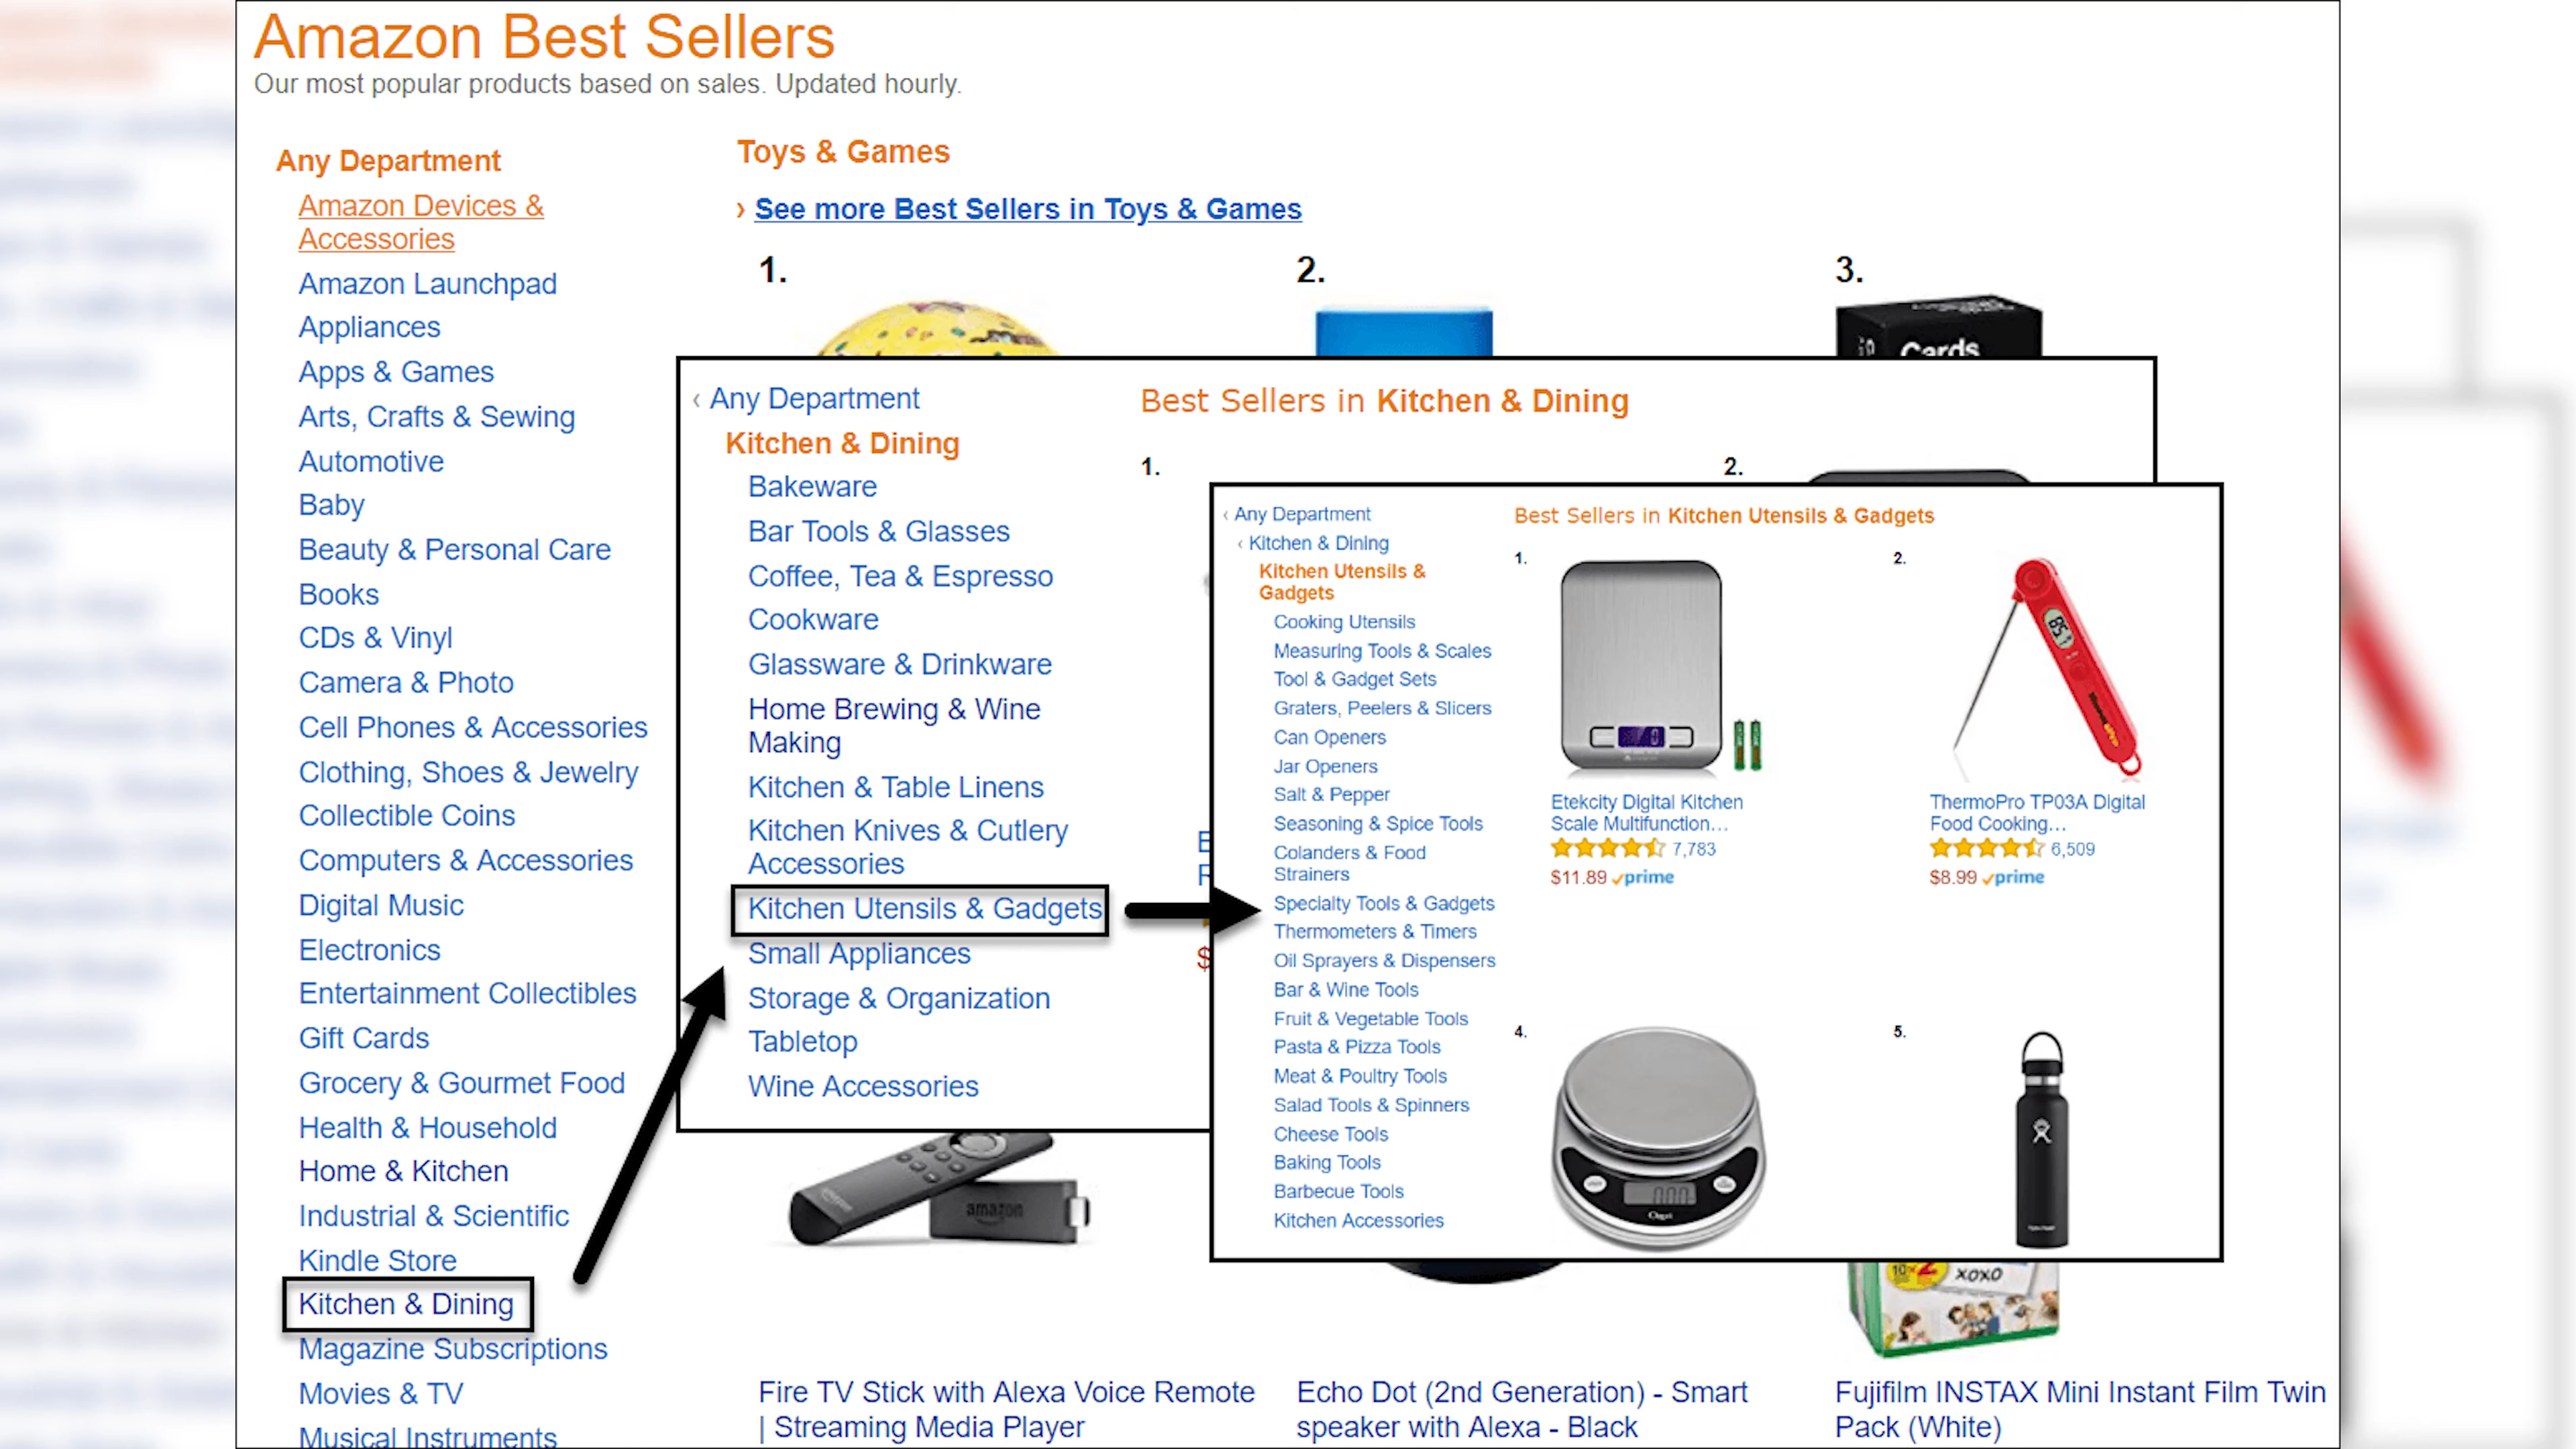 Amazon Best Sellers
Our most popular products based on sales. Updated hourly.
Any Department
Amazon Devices &
Accessories
Amazon Launchpad
Appliances
Apps & Games
Arts, Crafts & Sewing
Automotive
Baby
Beauty & Personal Care
Books
CDs & Vinyl
Camera & Photo
Cell Phones & Accessories
Clothing, Shoes & Jewelry
Collectible Coins
Computers & Accessories
Digital Music
Electronics
Entertainment Collectibles
Gift Cards
Grocery & Gourmet Food
Health & Household
Home & Kitchen
Industrial & Scientific
Kindle Store
Kitchen & Dining
Magazine Subscriptions
Movies & TV
Musical Instruments
Toys & Games
› See more Best Sellers in Toys & Games
1.
2.
3.
Cards
‹ Any Department
Kitchen & Dining
Bakeware
Bar Tools & Glasses
Coffee, Tea & Espresso
Cookware
Glassware & Drinkware
Home Brewing & Wine
Making
Kitchen & Table Linens
Kitchen Knives & Cutlery
Accessories
Kitchen Utensils & Gadgets
Small Appliances
Storage & Organization
Tabletop
Wine Accessories
Best Sellers in Kitchen & Dining
1.
2.
E
$
‹ Any Department
‹ Kitchen & Dining
Kitchen Utensils &
Gadgets
Cooking Utensils
Measuring Tools & Scales
Tool & Gadget Sets
Graters, Peelers & Slicers
Can Openers
Jar Openers
Salt & Pepper
Seasoning & Spice Tools
Colanders & Food
Strainers
Specialty Tools & Gadgets
Thermometers & Timers
Oil Sprayers & Dispensers
Bar & Wine Tools
Fruit & Vegetable Tools
Pasta & Pizza Tools
Meat & Poultry Tools
Salad Tools & Spinners
Cheese Tools
Baking Tools
Barbecue Tools
Kitchen Accessories
Best Sellers in Kitchen Utensils & Gadgets
1.
Etekcity Digital Kitchen
Scale Multifunction...
7,783
$11.89 prime
2.
ThermoPro TP03A Digital
Food Cooking...
6,509
$8.99 prime
4.
5.
amazon
XOXO
Fire TV Stick with Alexa Voice Remote
| Streaming Media Player
Echo Dot (2nd Generation) - Smart
speaker with Alexa - Black
Fujifilm INSTAX Mini Instant Film Twin
Pack (White)